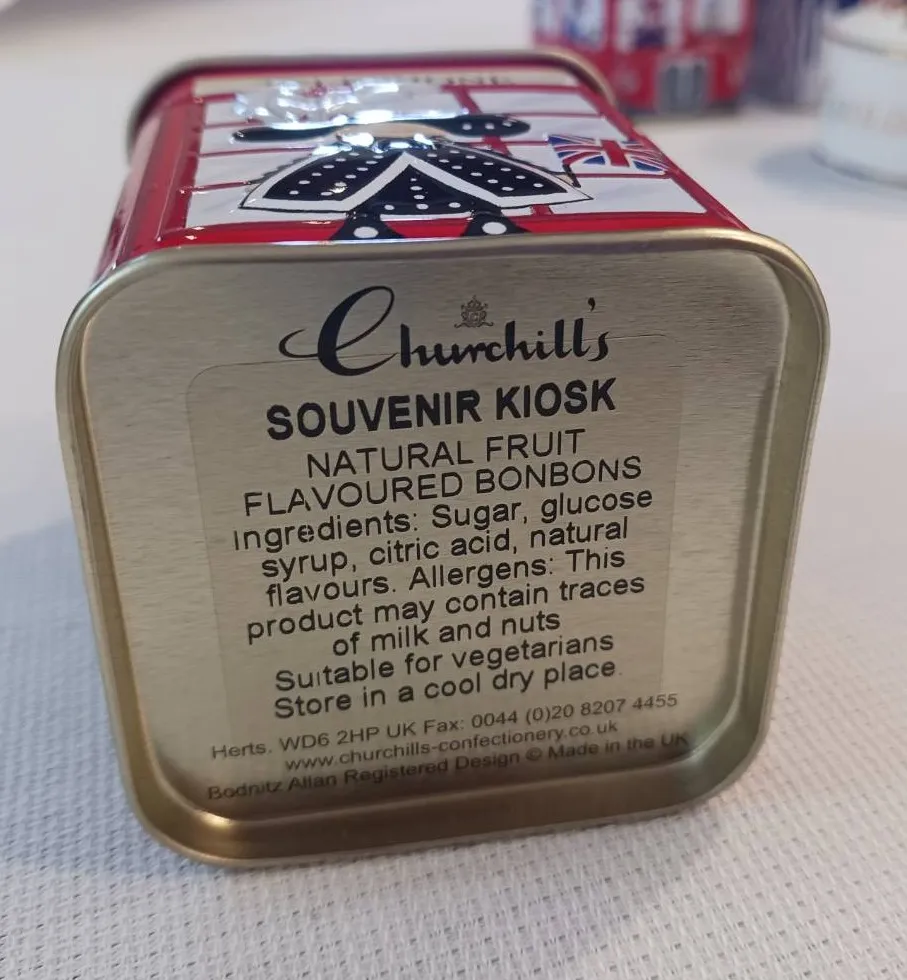 Churchill's
SOUVENIR KIOSK
NATURAL FRUIT
FLAVOURED BONBONS
Ingredients: Sugar, glucose
syrup, citric acid, natural
flavours. Allergens: This
product may contain traces
of milk and nuts
Suitable for vegetarians
Store in a cool dry place.
Herts. WD6 2HP UK Fax: 0044 (0)20 8207 4455
www.churchills-confectionery.co.uk
Bodnitz Allan Registered Design © Made in the UK